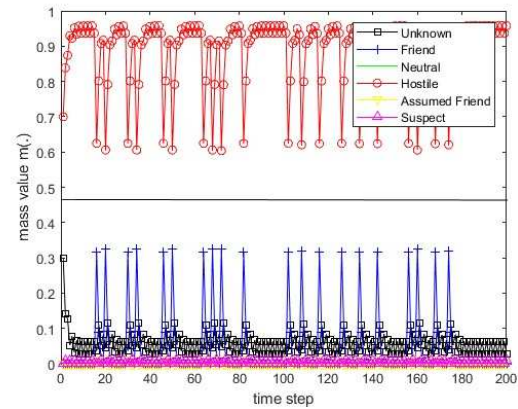 1
0.9
0.8
0.7
0.6
0.5
0.4
0.3
0.2
0.1
0
mass value m(.)
Unknown
Friend
Neutral
Hostile
Assumed Friend
Suspect
0 20 40 60 80 100 120 140 160 180 200
time step